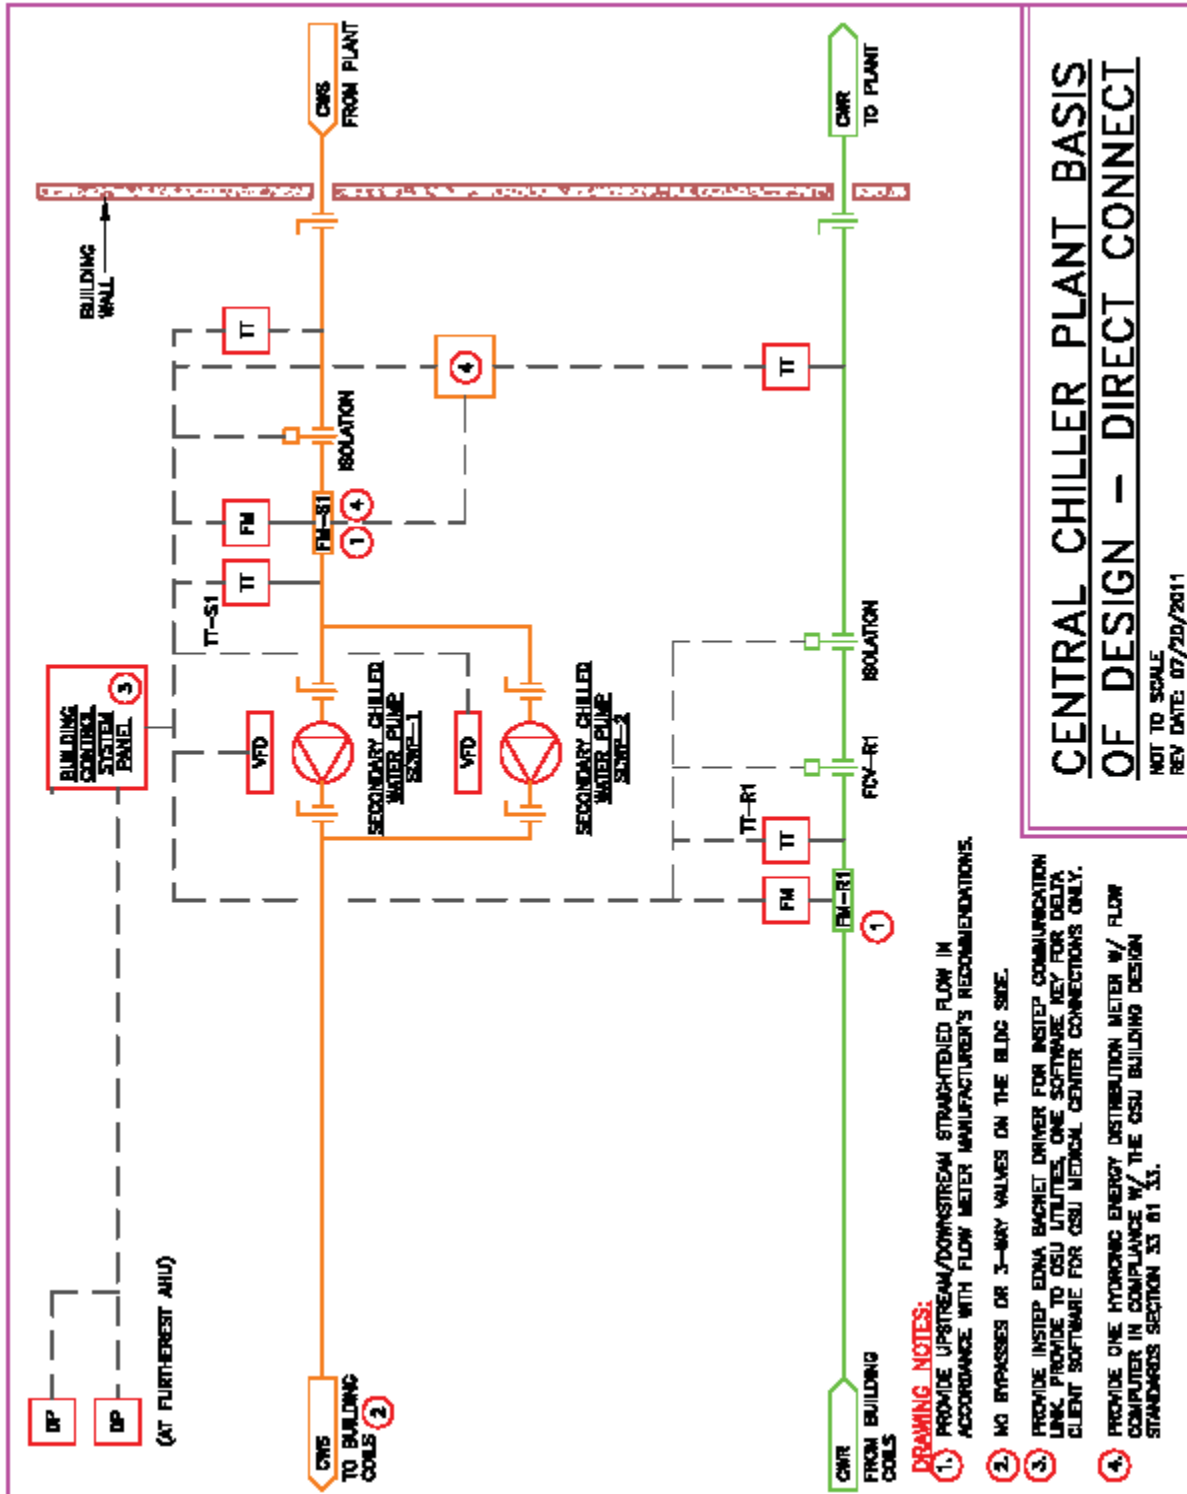 DP
DP
(AT FURTHEREST AHU)
BUILDING
CONTROL
SYSTEM
PANEL
3
BUILDING
WALL
CWS
FROM PLANT
CWS
TO BUILDING
COILS
2
VFD
SECONDARY CHILLED
WATER PUMP
SCWP-1
VFD
SECONDARY CHILLED
WATER PUMP
SCWP-2
TT-S1
TT
FM
FM-S1
1
4
ISOLATION
TT
4
TT
CWR
TO PLANT
CWR
FROM BUILDING
COILS
FM
FM-R1
1
TT-R1
TT
FCV-R1
ISOLATION
DRAWING NOTES:
1. PROVIDE UPSTREAM/DOWNSTREAM STRAIGHTENED FLOW IN
ACCORDANCE WITH FLOW METER MANUFACTURER'S RECOMMENDATIONS.
2. NO BYPASSES OR 3-WAY VALVES ON THE BLDG SIDE.
3. PROVIDE INSTEP EDNA BACNET DRIVER FOR INSTEP COMMUNICATION
LINK. PROVIDE TO OSU UTILITIES, ONE SOFTWARE KEY FOR DELTA
CLIENT SOFTWARE FOR OSU MEDICAL CENTER CONNECTIONS ONLY.
4. PROVIDE ONE HYDRONIC ENERGY DISTRIBUTION METER W/ FLOW
COMPUTER IN COMPLIANCE W/ THE OSU BUILDING DESIGN
STANDARDS SECTION 33 61 33.
CENTRAL CHILLER PLANT BASIS
OF DESIGN - DIRECT CONNECT
NOT TO SCALE
REV DATE: 07/20/2011